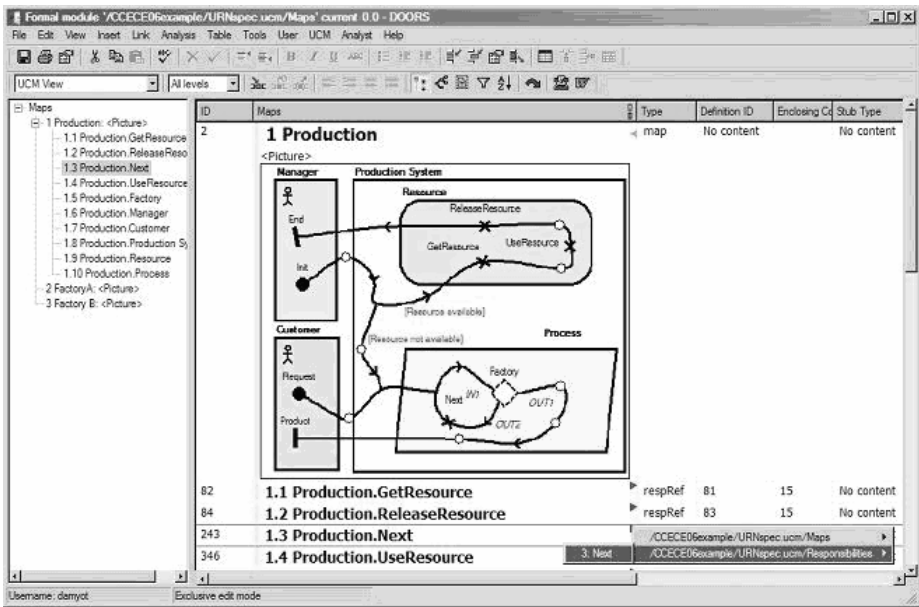 Formal module '/CCECE06example/URNspec.ucm/Maps' current 0.0 - DOORS
File Edit View Insert Link Analysis Table Tools User UCM Analyst Help
UCM View All levels
Maps
1 Production: <Picture>
1.1 Production.GetResource
1.2 Production.ReleaseReso
1.3 Production.Next
1.4 Production.UseResource
1.5 Production.Factory
1.6 Production.Manager
1.7 Production.Customer
1.8 Production.Production Sy
1.9 Production.Resource
1.10 Production.Process
2 FactoryA: <Picture>
3 Factory B: <Picture>
ID Maps Type Definition ID Enclosing Co Stub Type
2 1 Production map No content No content
<Picture>
Manager Production System
Resource
ReleaseResource
End
GetResource UseResource
Init
[Resource available]
Customer
[Resource not available]
Process
Request
Factory
Next IN1 OUT1
Product
OUT2
82 1.1 Production.GetResource respRef 81 15 No content
84 1.2 Production.ReleaseResource respRef 83 15 No content
243 1.3 Production.Next /CCECE06example/URNspec.ucm/Maps
346 1.4 Production.UseResource 3: Next /CCECE06example/URNspec.ucm/Responsibilities
Username: damyot Exclusive edit mode